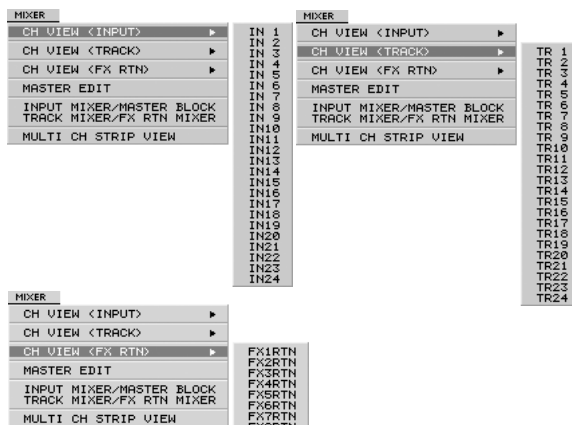 MIXER
CH VIEW (INPUT)
CH VIEW (TRACK)
CH VIEW (FX RTN)
MASTER EDIT
INPUT MIXER/MASTER BLOCK
TRACK MIXER/FX RTN MIXER
MULTI CH STRIP VIEW
IN 1
IN 2
IN 3
IN 4
IN 5
IN 6
IN 7
IN 8
IN 9
IN10
IN11
IN12
IN13
IN14
IN15
IN16
IN17
IN18
IN19
IN20
IN21
IN22
IN23
IN24
MIXER
CH VIEW (INPUT)
CH VIEW (TRACK)
CH VIEW (FX RTN)
MASTER EDIT
INPUT MIXER/MASTER BLOCK
TRACK MIXER/FX RTN MIXER
MULTI CH STRIP VIEW
TR 1
TR 2
TR 3
TR 4
TR 5
TR 6
TR 7
TR 8
TR 9
TR10
TR11
TR12
TR13
TR14
TR15
TR16
TR17
TR18
TR19
TR20
TR21
TR22
TR23
TR24
MIXER
CH VIEW (INPUT)
CH VIEW (TRACK)
CH VIEW (FX RTN)
MASTER EDIT
INPUT MIXER/MASTER BLOCK
TRACK MIXER/FX RTN MIXER
MULTI CH STRIP VIEW
FX1RTN
FX2RTN
FX3RTN
FX4RTN
FX5RTN
FX6RTN
FX7RTN